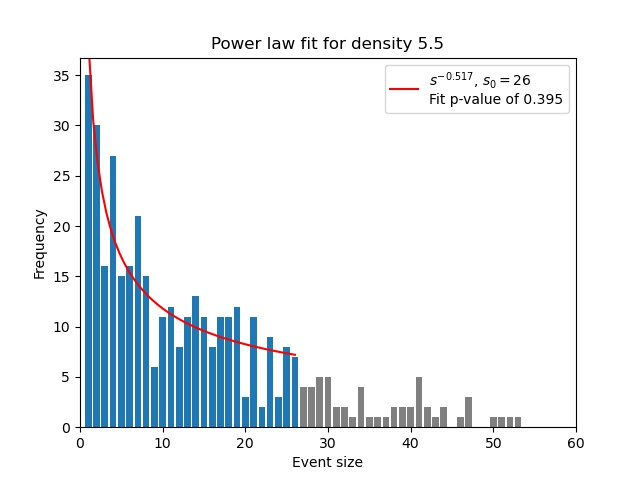 Power law fit for density 5.5
s^{-0.517}, s_0 = 26
Fit p-value of 0.395
Frequency
35
30
25
20
15
10
5
0
0 10 20 30 40 50 60
Event size